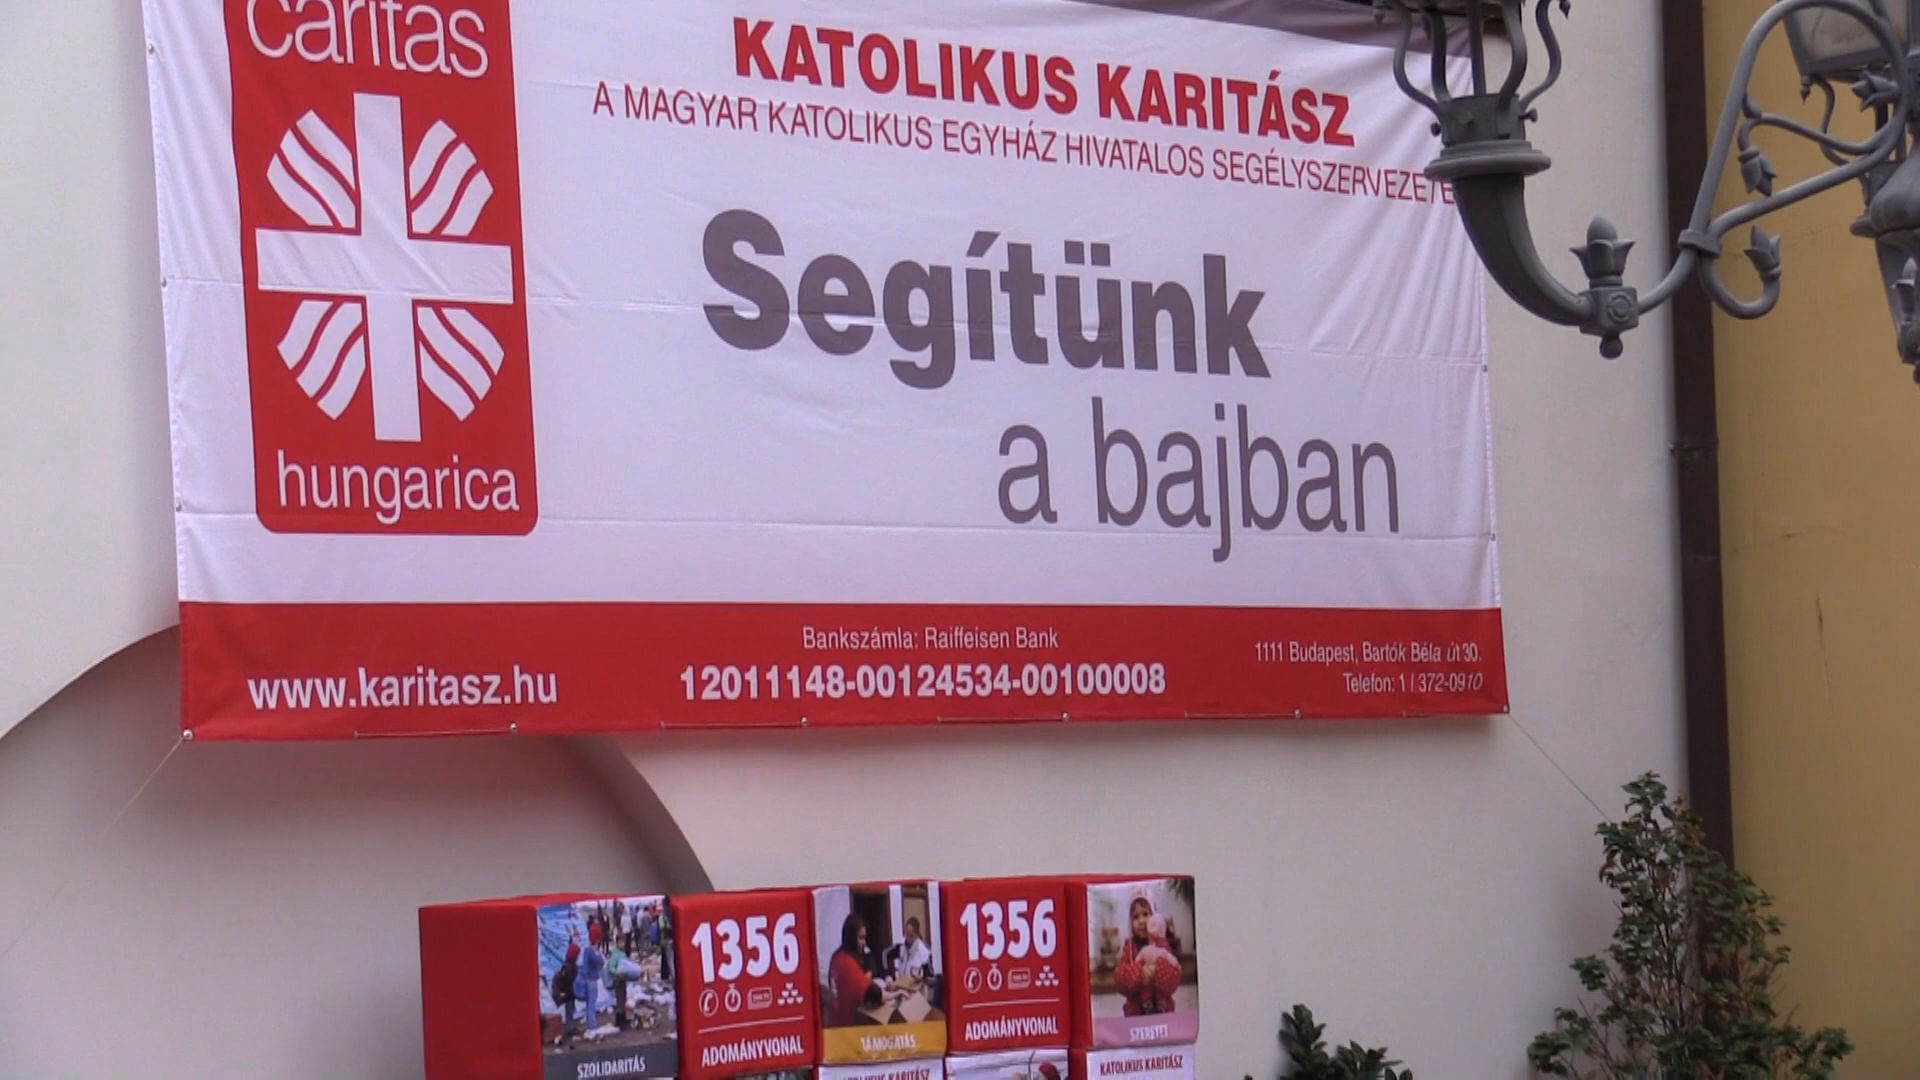 caritas
hungarica
KATOLIKUS KARITÁSZ
A MAGYAR KATOLIKUS EGYHÁZ HIVATALOS SEGÉLYSZERVEZETE
Segítünk
a bajban
www.karitasz.hu
Bankszámla: Raiffeisen Bank
12011148-00124534-00100008
1111 Budapest, Bartók Béla út 30.
Telefon: 1 / 372-0910
SZOLIDARITÁS
1356
ADOMÁNYVONAL
TÁMOGATÁS
1356
ADOMÁNYVONAL
SZERETET
KATOLIKUS KARITÁSZ
KATOLIKUS KARITÁSZ